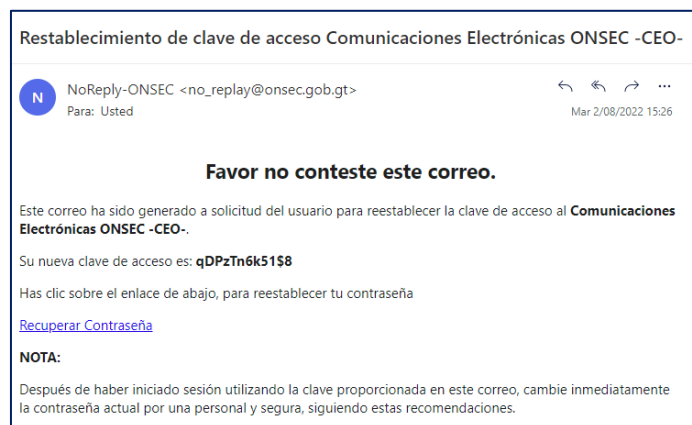 Restablecimiento de clave de acceso Comunicaciones Electrónicas ONSEC -CEO-
N
NoReply-ONSEC <no_replay@onsec.gob.gt>
Para: Usted
Mar 2/08/2022 15:26
Favor no conteste este correo.
Este correo ha sido generado a solicitud del usuario para reestablecer la clave de acceso al Comunicaciones
Electrónicas ONSEC -CEO-.
Su nueva clave de acceso es: qDPzTn6k51$8
Has clic sobre el enlace de abajo, para reestablecer tu contraseña
Recuperar Contraseña
NOTA:
Después de haber iniciado sesión utilizando la clave proporcionada en este correo, cambie inmediatamente
la contraseña actual por una personal y segura, siguiendo estas recomendaciones.